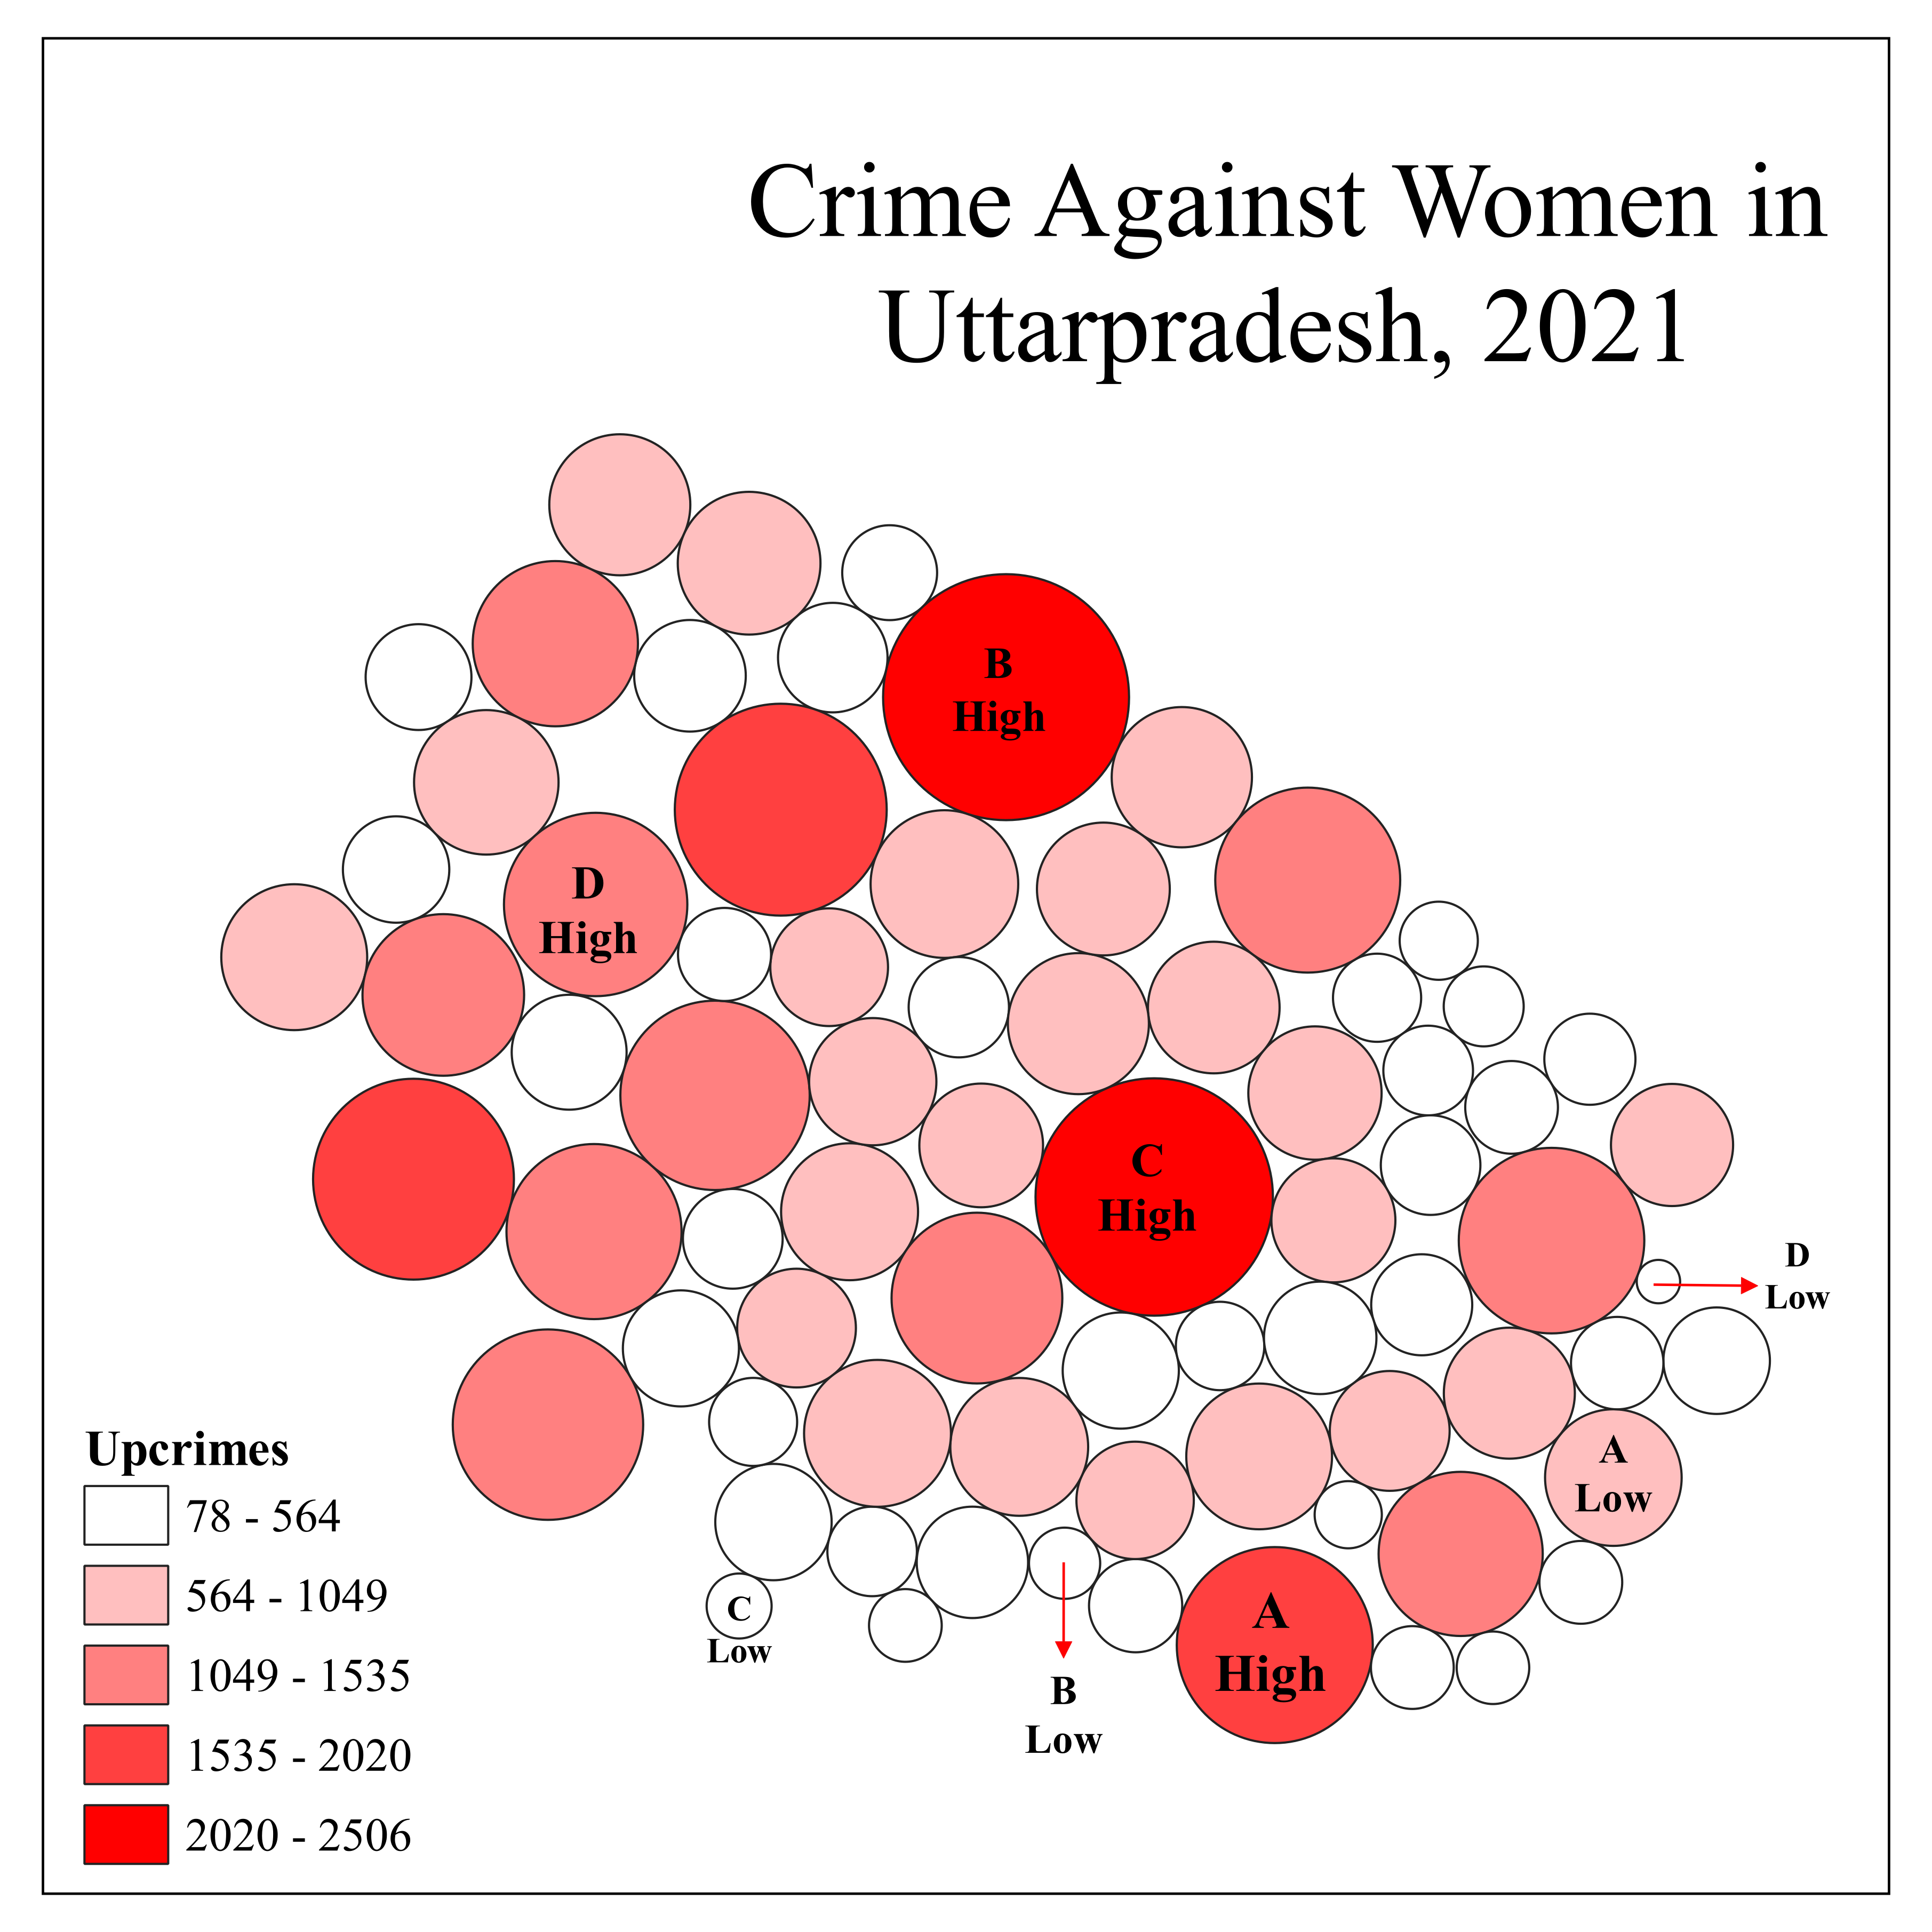 Crime Against Women in
Uttarpradesh, 2021
B
High
D
High
C
High
D
Low
A
Low
C
Low
A
High
B
Low
Upcrimes
78 - 564
564 - 1049
1049 - 1535
1535 - 2020
2020 - 2506